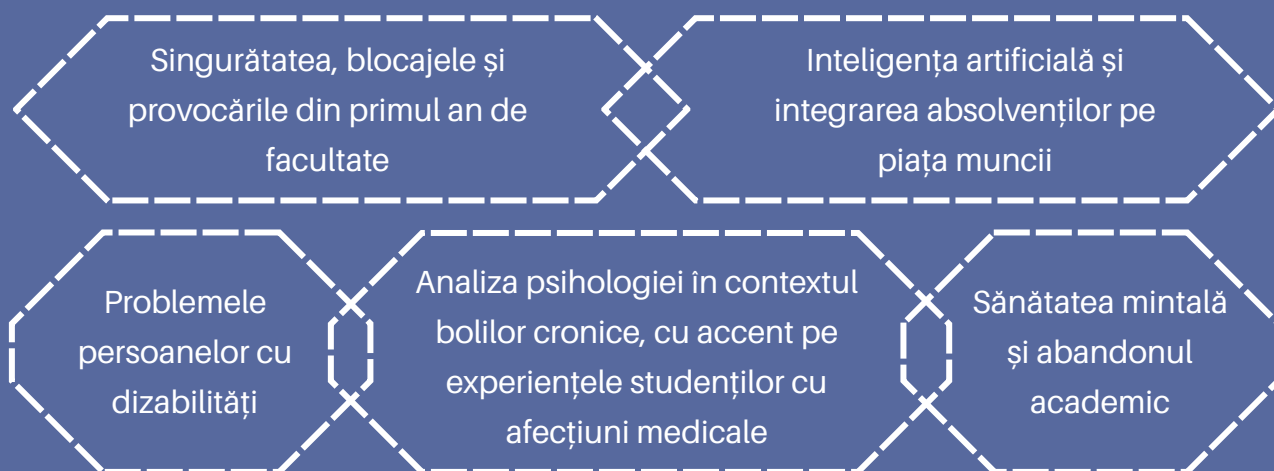 Singurătatea, blocajele și
provocările din primul an de
facultate
Inteligența artificială și
integrarea absolvenților pe
piața muncii
Problemele
persoanelor cu
dizabilități
Analiza psihologiei în contextul
bolilor cronice, cu accent pe
experiențele studenților cu
afecțiuni medicale
Sănătatea mintală
și abandonul
academic